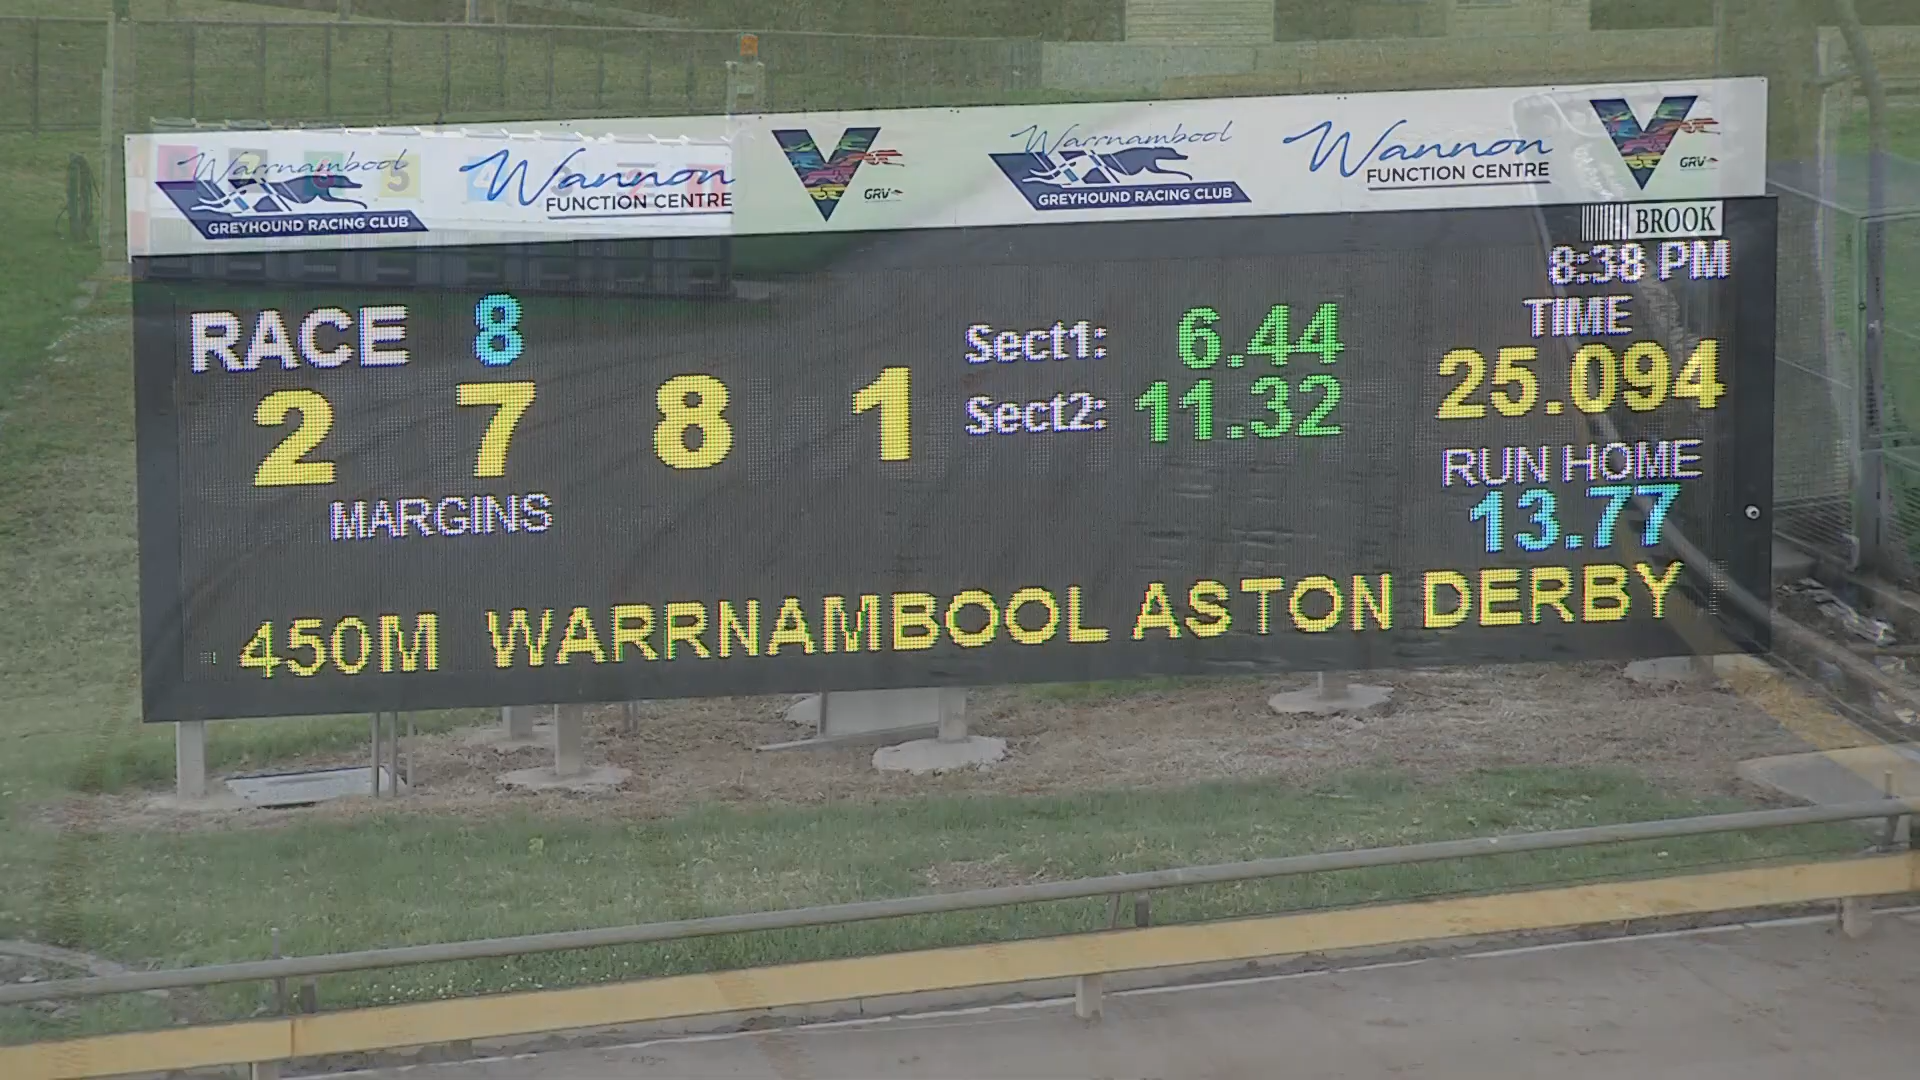 Warrnambool
GREYHOUND RACING CLUB
Wannon
FUNCTION CENTRE
GRV
Warrnambool
GREYHOUND RACING CLUB
Wannon
FUNCTION CENTRE
GRV
BROOK
8:38 PM
RACE 8
2 7 8 1
MARGINS
Sect1: 6.44
Sect2: 11.32
TIME
25.094
RUN HOME
13.77
450M WARRNAMBOOL ASTON DERBY